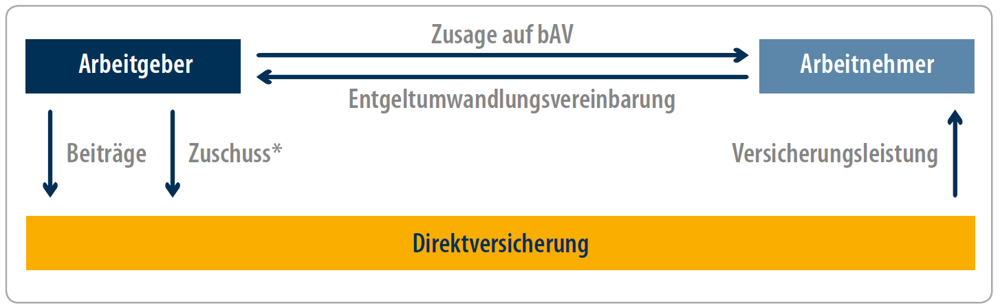 Zusage auf bAV
Arbeitgeber
Arbeitnehmer
Entgeltumwandlungsvereinbarung
Beiträge
Zuschuss*
Versicherungsleistung
Direktversicherung